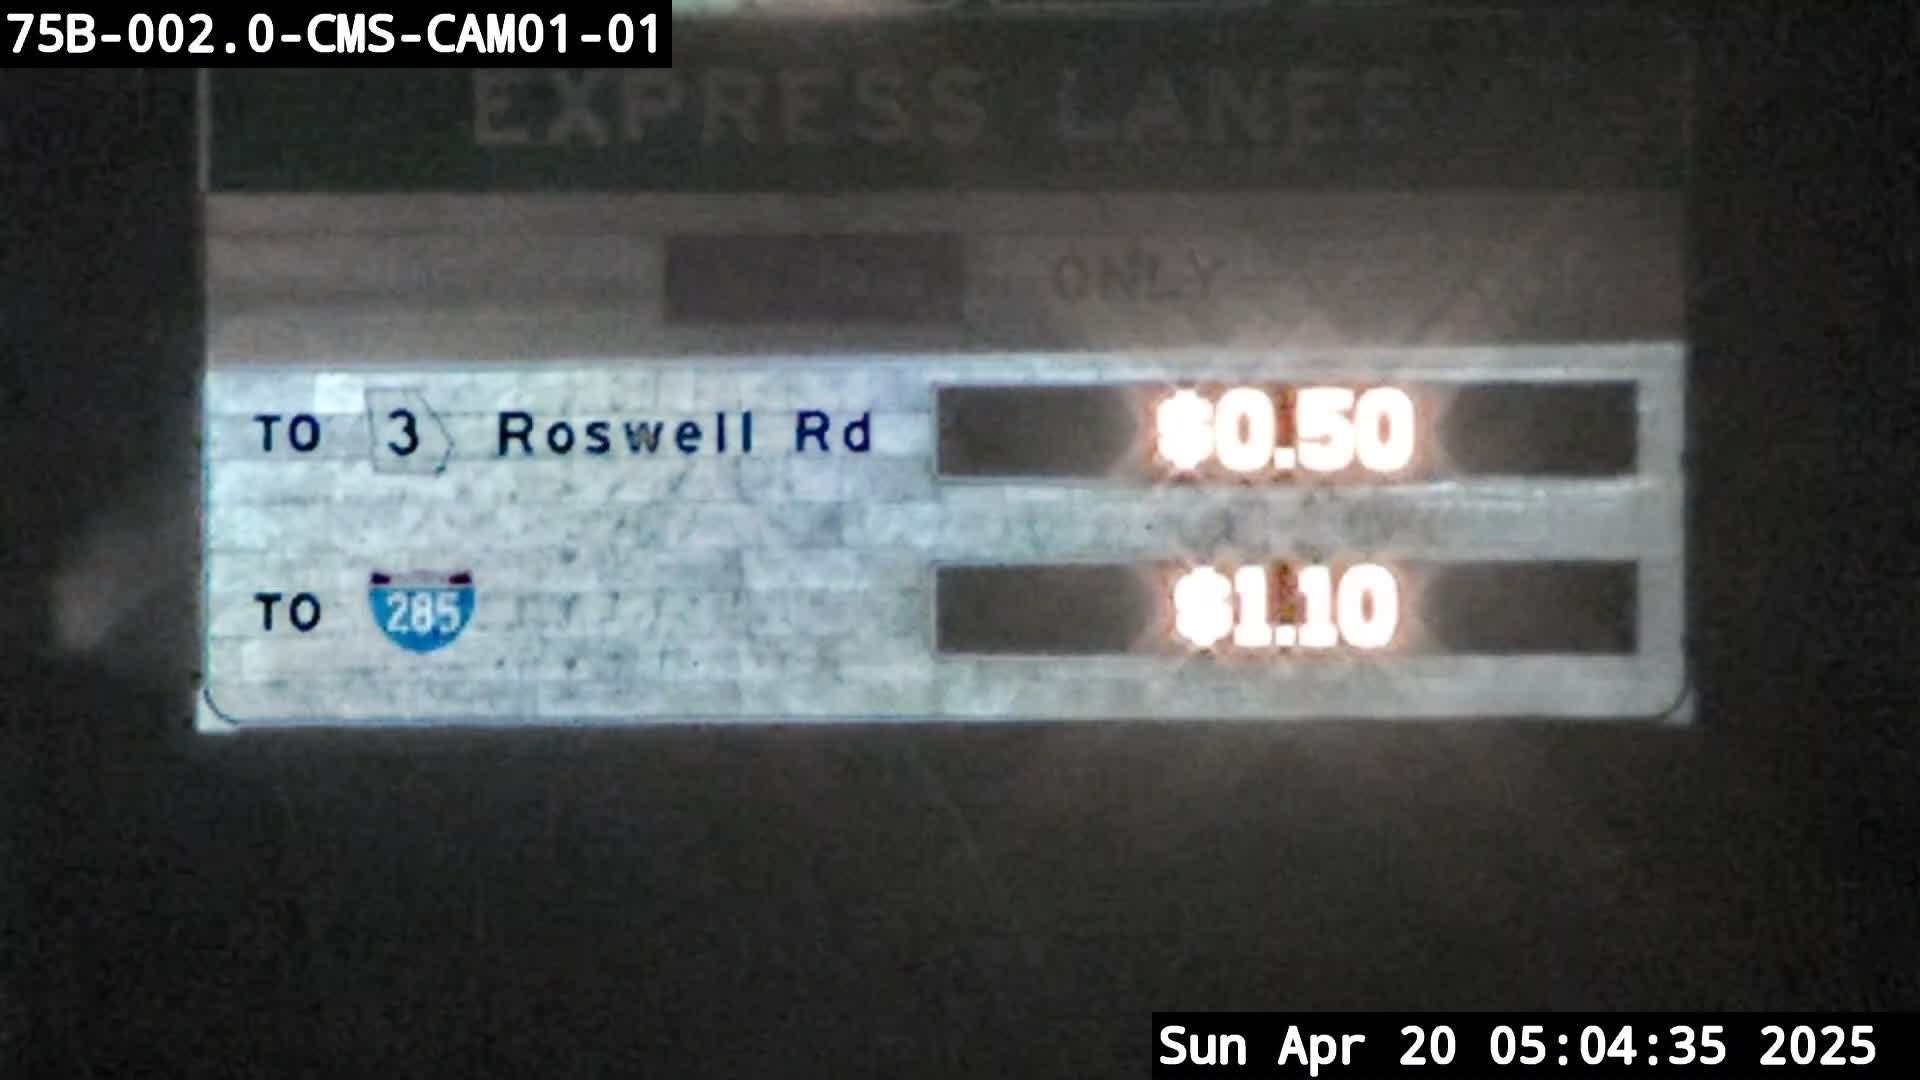 75B-002.0-CMS-CAM01-01
EXPRESS LANES
ONLY
TO 3 Roswell Rd $0.50
TO 285 $1.10
Sun Apr 20 05:04:35 2025